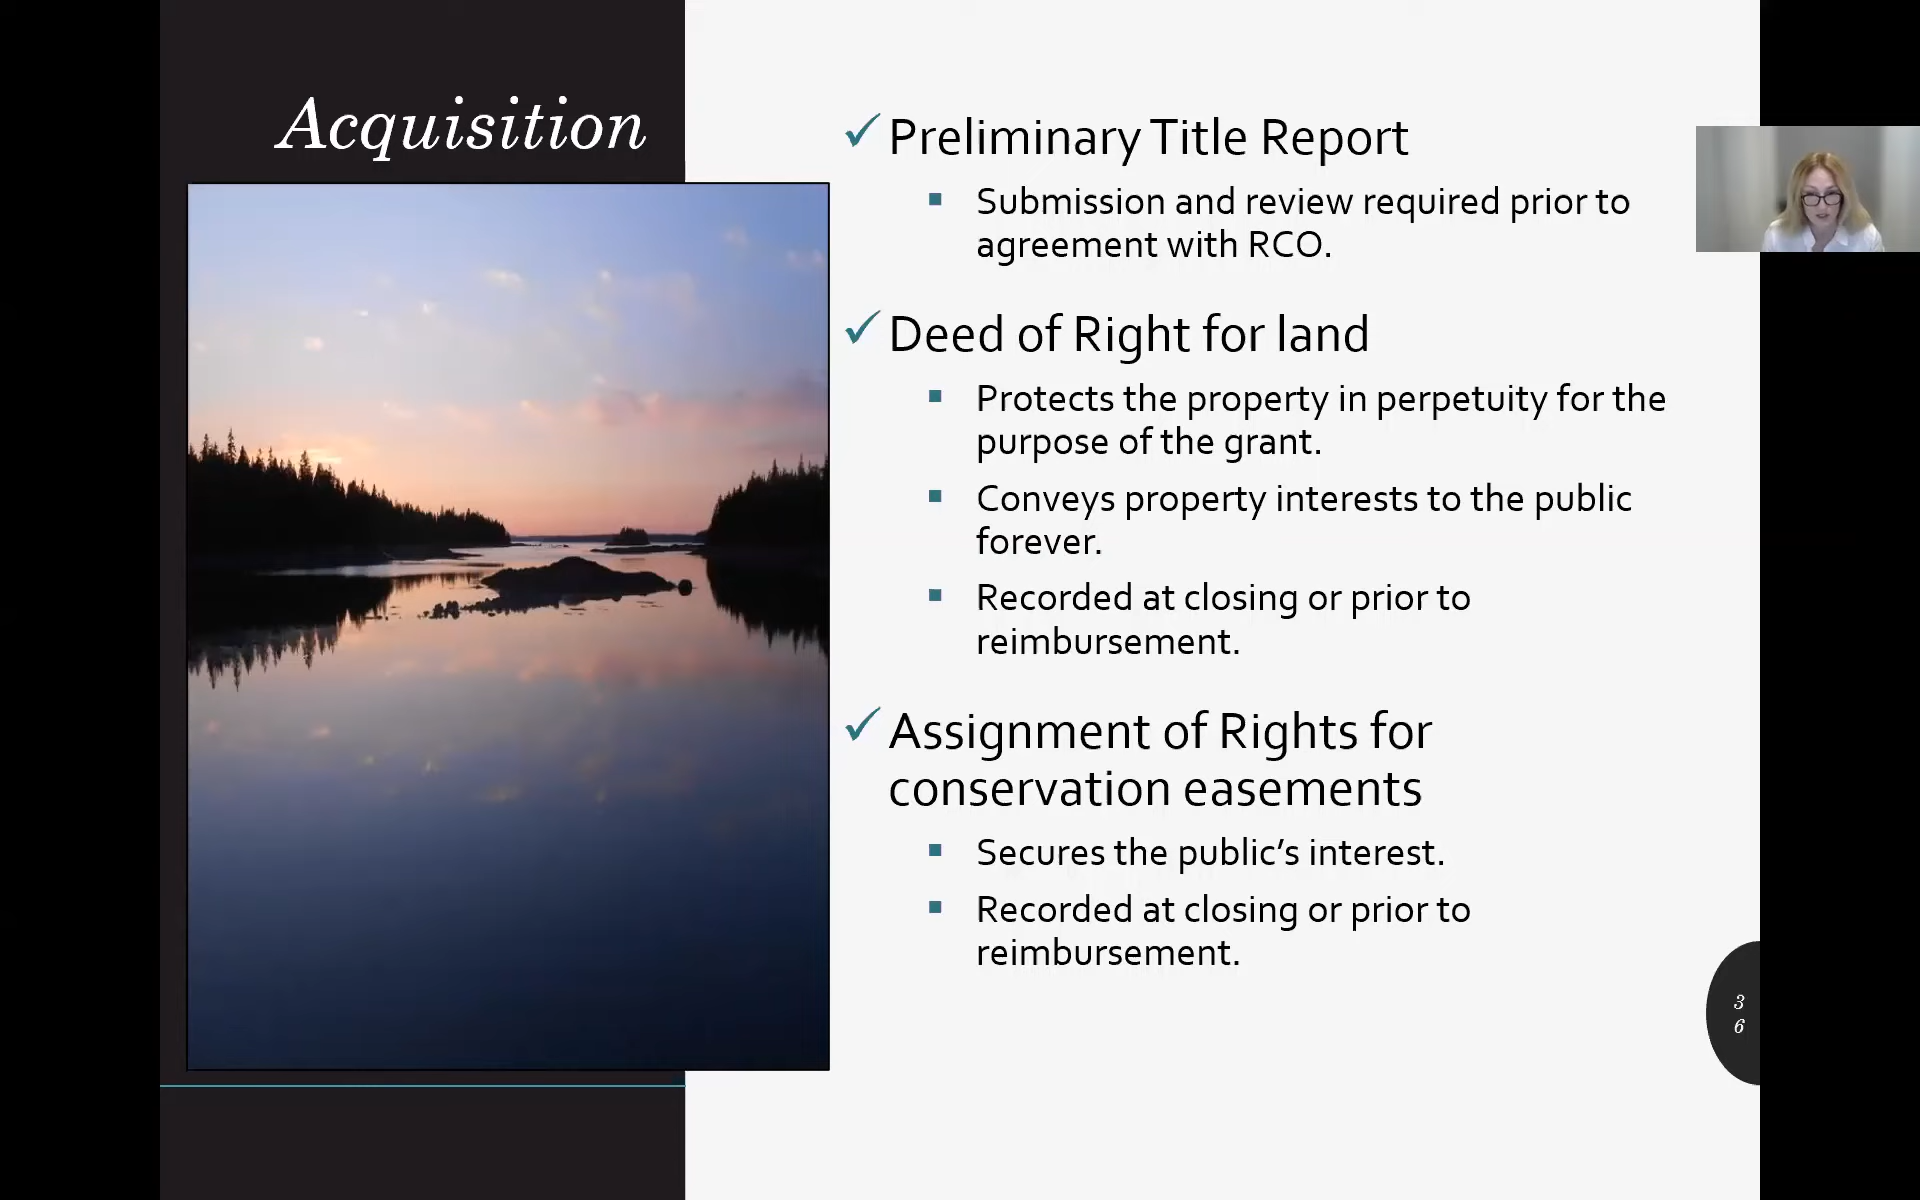 Acquisition
Preliminary Title Report
Submission and review required prior to
agreement with RCO.
Deed of Right for land
Protects the property in perpetuity for the
purpose of the grant.
Conveys property interests to the public
forever.
Recorded at closing or prior to
reimbursement.
Assignment of Rights for
conservation easements
Secures the public’s interest.
Recorded at closing or prior to
reimbursement.
3
6